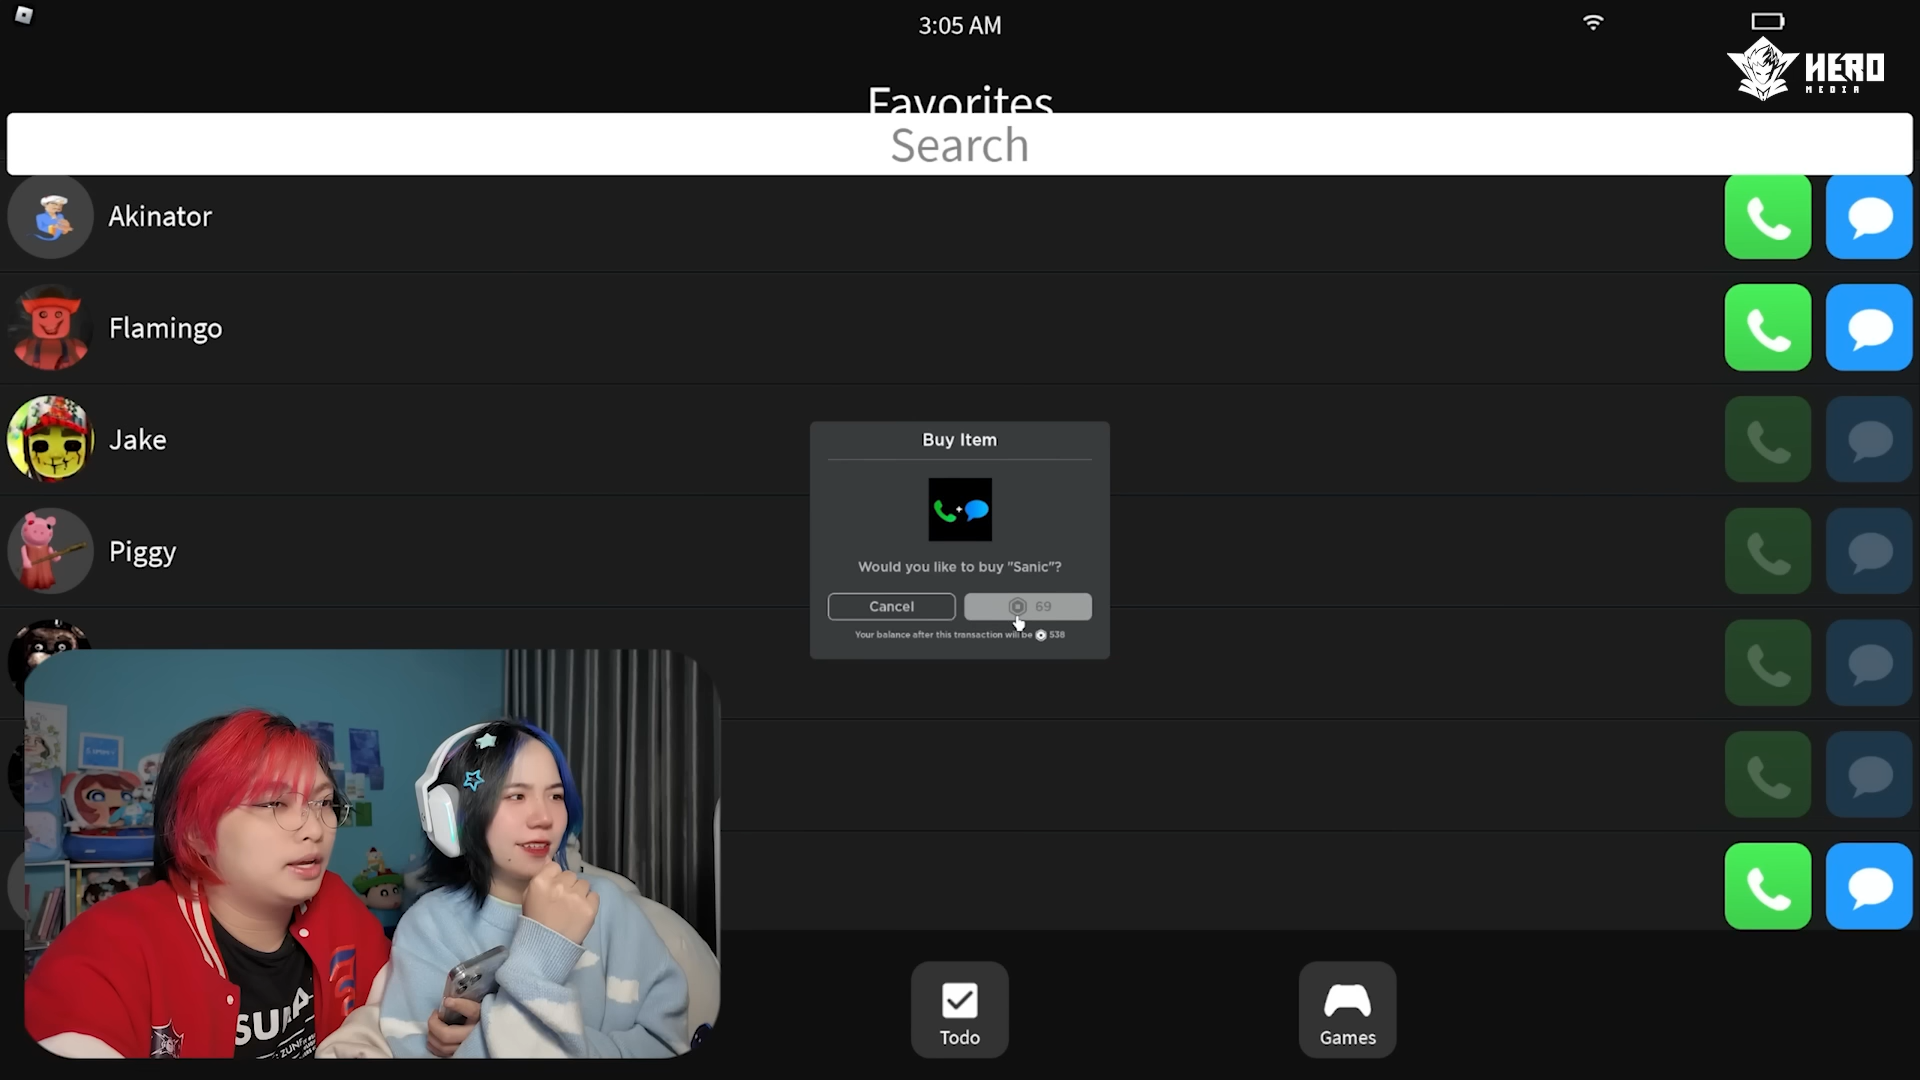 3:05 AM
HERO
MEDIA
Favorites
Search
Akinator
Flamingo
Jake
Piggy
Buy Item
Would you like to buy "Sanic"?
Cancel
69
Your balance after this transaction will be 538
Todo
Games